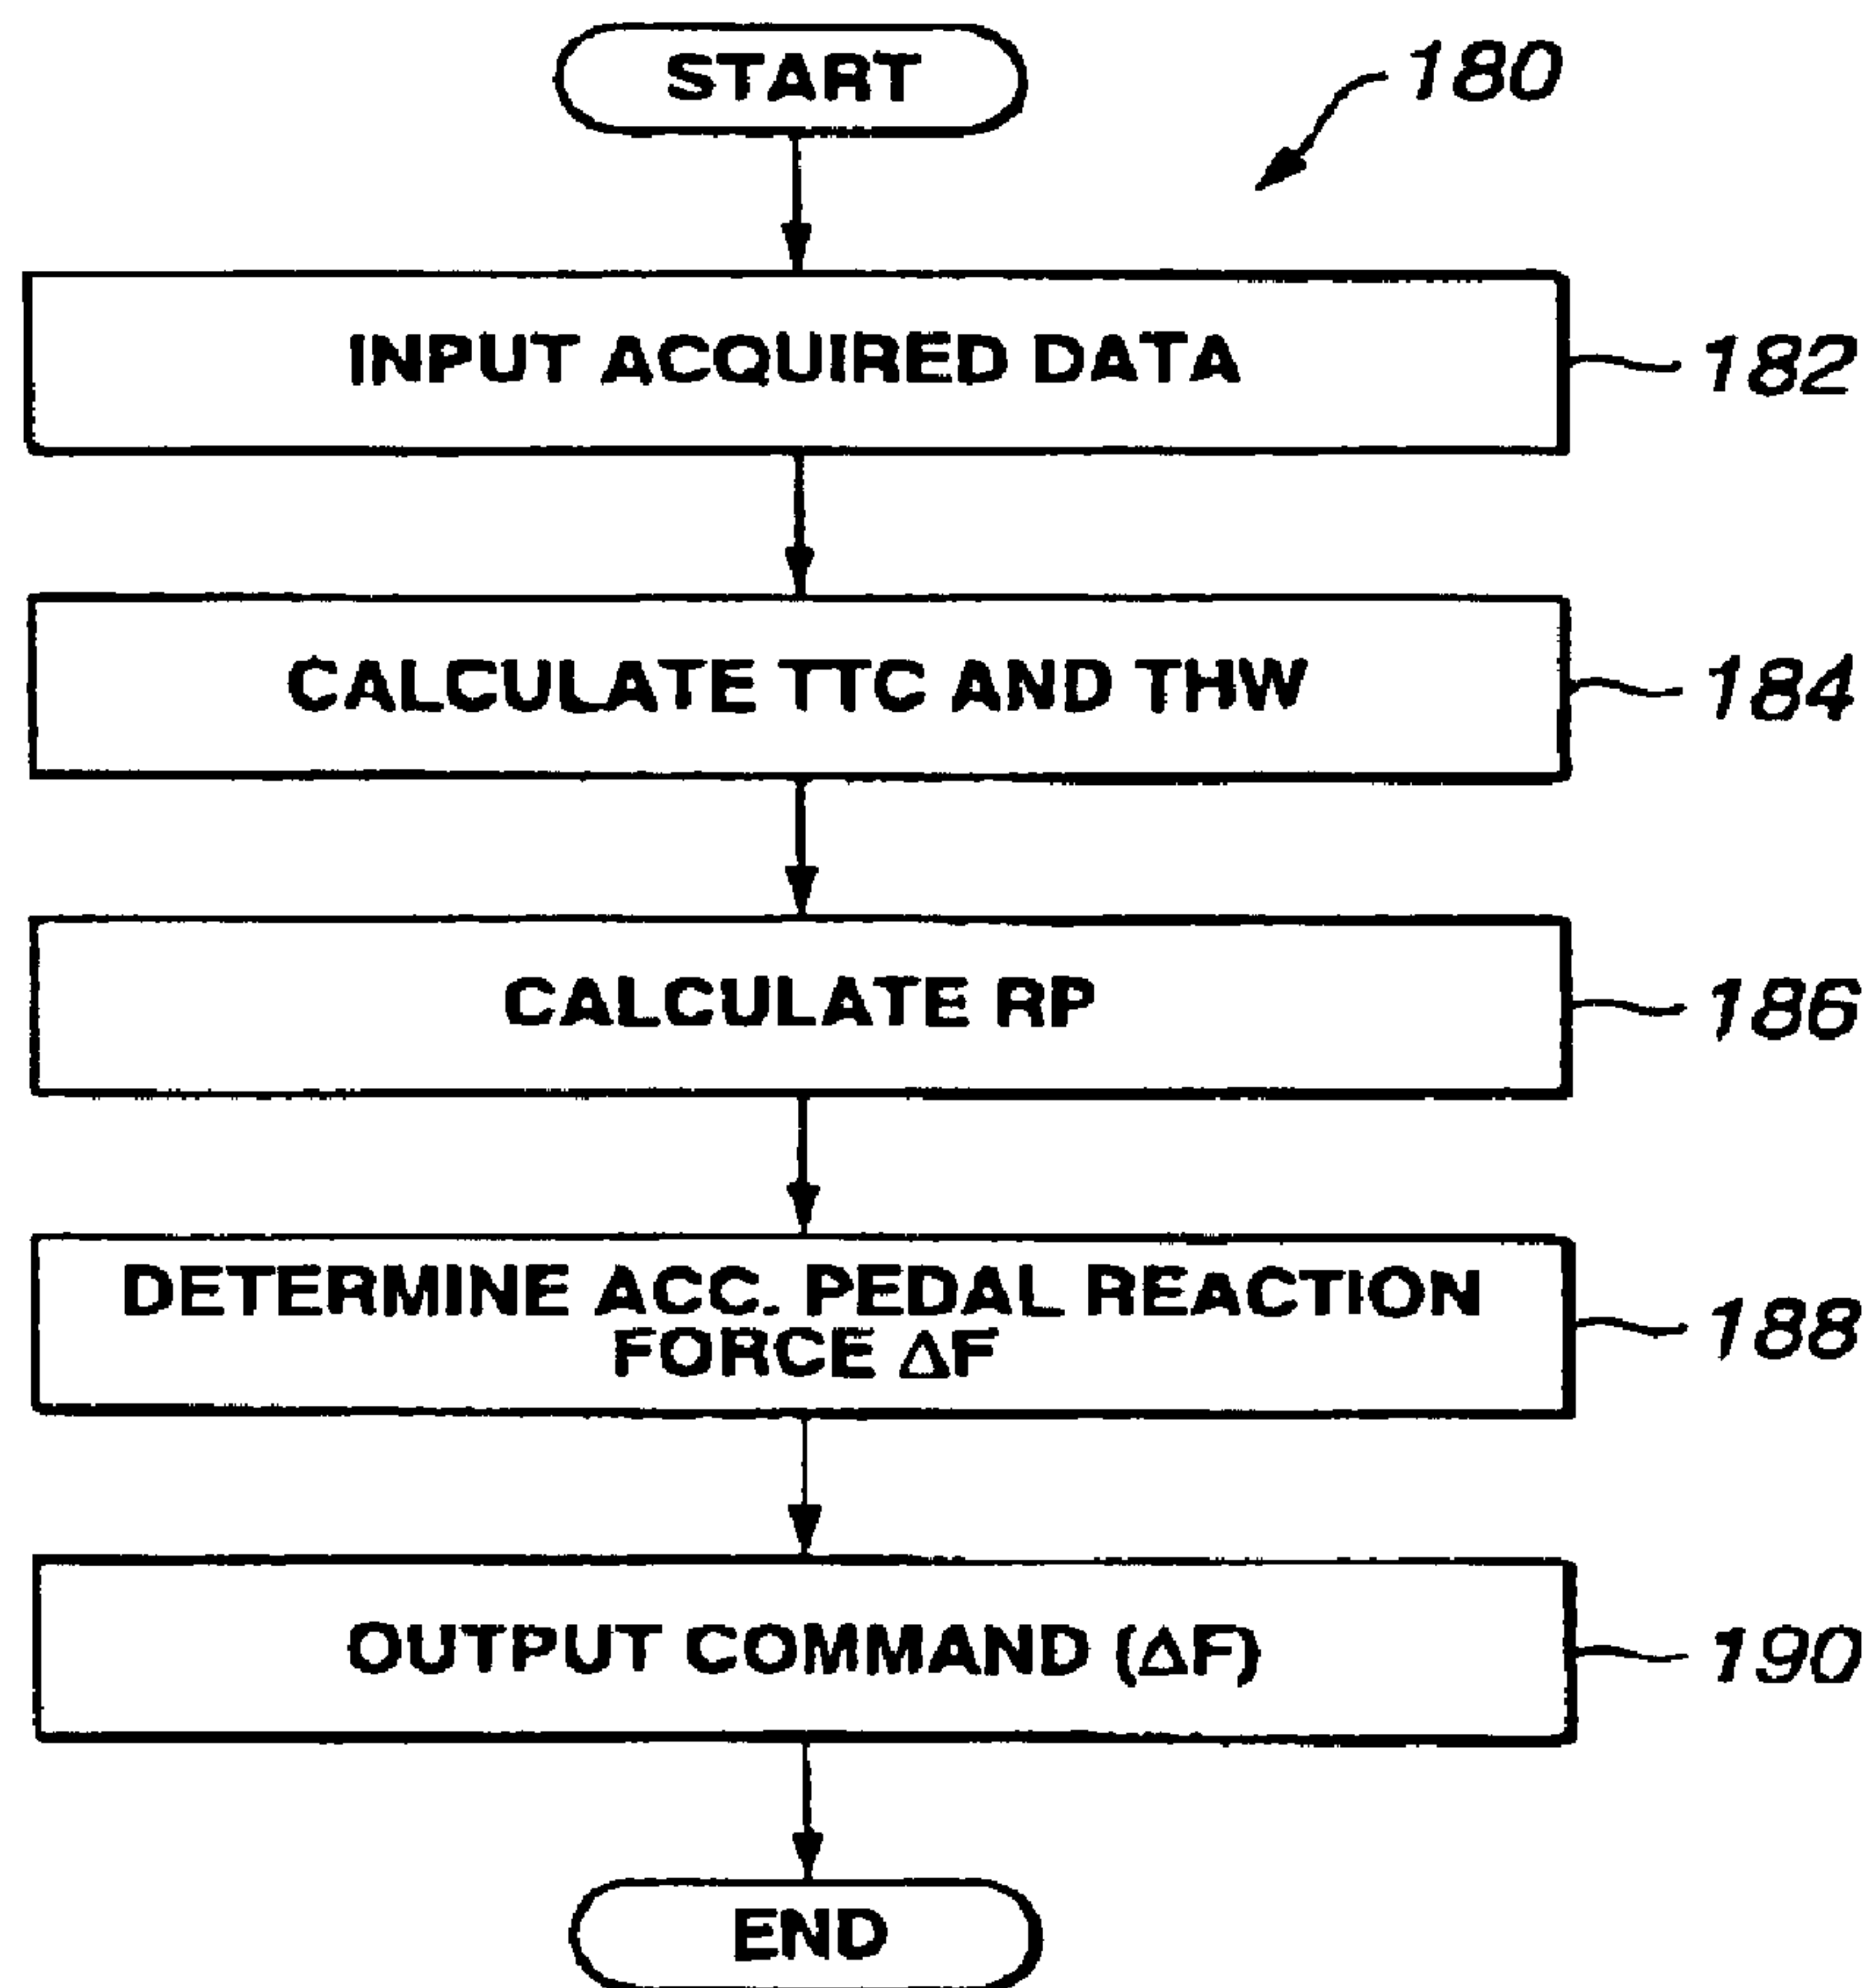 START
180
INPUT ACQUIRED DATA
182
CALCULATE TTC AND THW
184
CALCULATE RP
186
DETERMINE ACC. PEDAL REACTION
FORCE ΔF
188
OUTPUT COMMAND (ΔF)
190
END